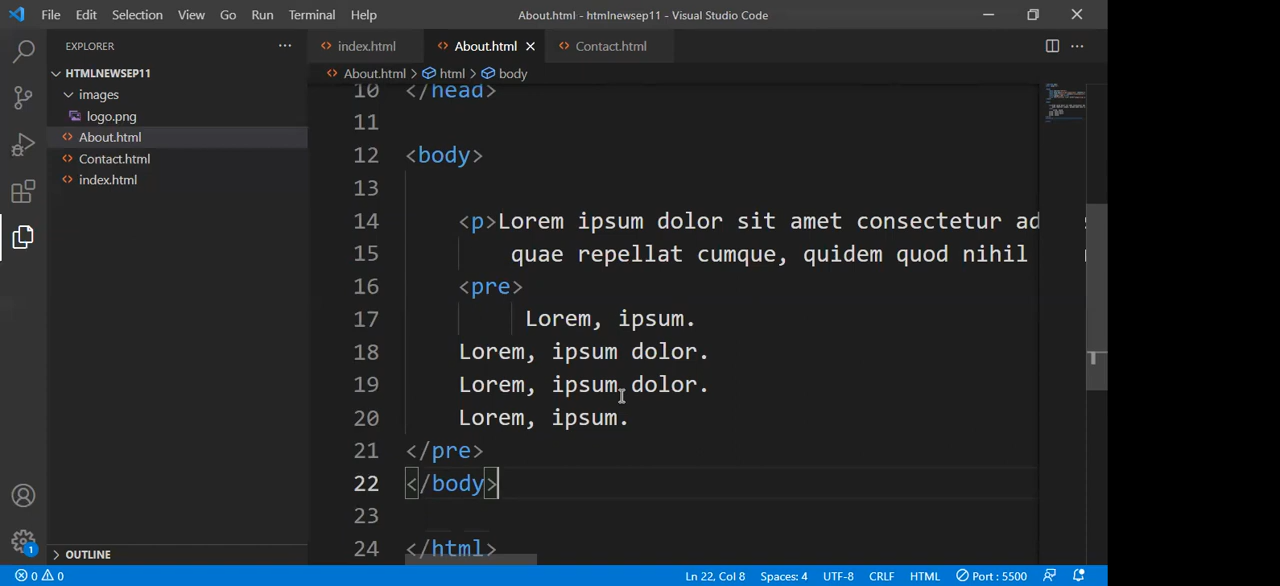 File Edit Selection View Go Run Terminal Help
About.html - htmlnewsep11 - Visual Studio Code
EXPLORER
index.html
About.html
Contact.html
HTMLNEWSEP11
images
logo.png
About.html
Contact.html
index.html
OUTLINE
About.html > html > body
10 </head>
11
12 <body>
13
14 <p>Lorem ipsum dolor sit amet consectetur ad
15 quae repellat cumque, quidem quod nihil
16 <pre>
17 Lorem, ipsum.
18 Lorem, ipsum dolor.
19 Lorem, ipsum dolor.
20 Lorem, ipsum.
21 </pre>
22 </body>
23
24 </html>
1
0 0 Ln 22, Col 8 Spaces: 4 UTF-8 CRLF HTML Port : 5500